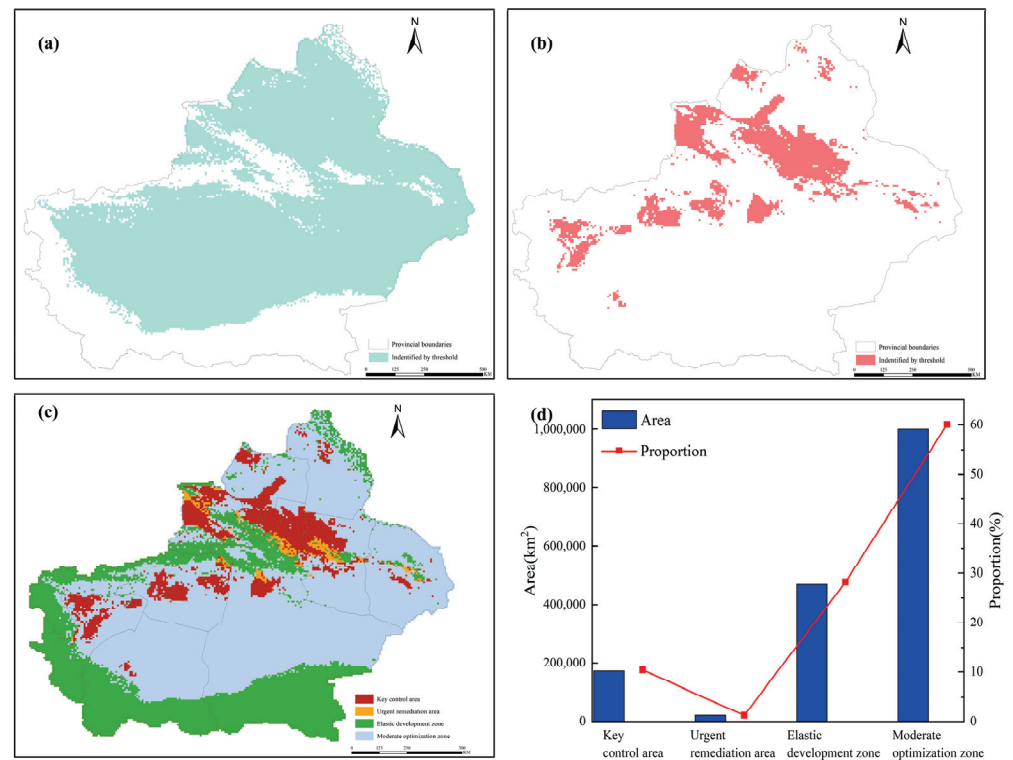 (a)
N
Provincial boundaries
Indentified by threshold
0 125 250 500
KM
(b)
N
Provincial boundaries
Indentified by threshold
0 125 250 500
KM
(c)
N
Key control area
Urgent remediation area
Elastic development zone
Moderate optimization zone
0 125 250 500
KM
(d)
Area
Proportion
1,000,000
800,000
600,000
400,000
200,000
0
Area(km²)
60
50
40
30
20
10
0
Proportion(%)
Key
control area
Urgent
remediation area
Elastic
development zone
Moderate
optimization zone